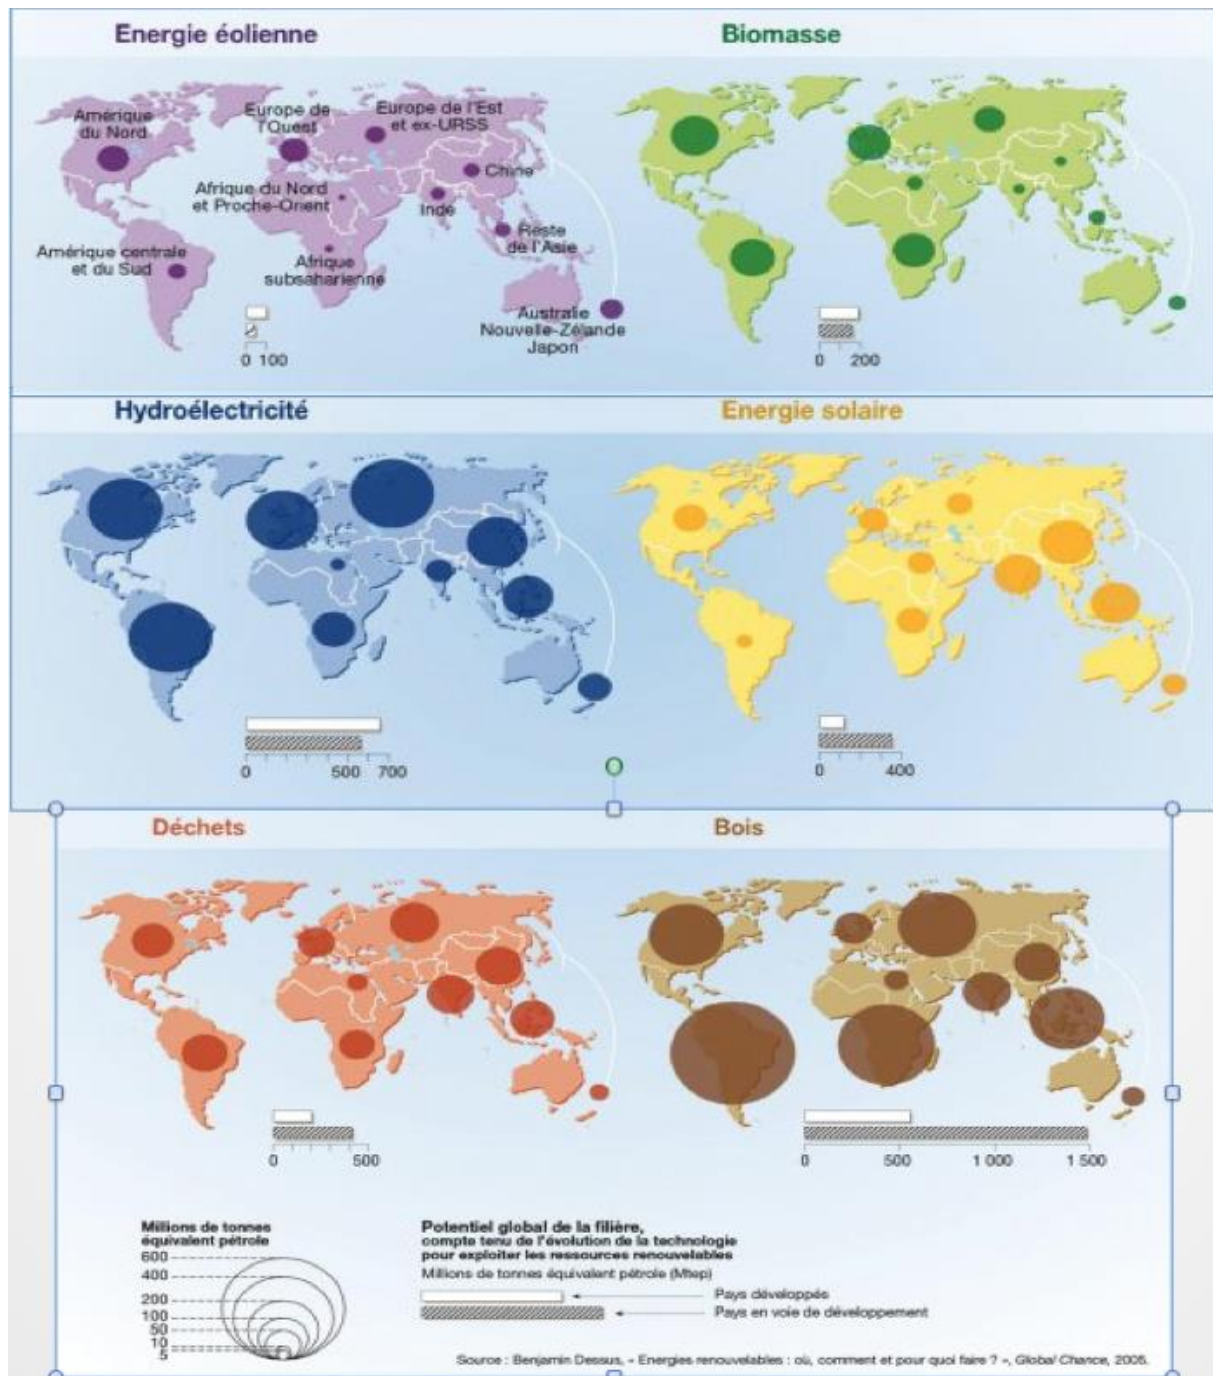 Energie éolienne
Biomasse
Amérique
du Nord
Europe de
l'Ouest
Europe de l'Est
et ex-URSS
Chine
Afrique du Nord
et Proche-Orient
Inde
Reste
de l'Asie
Amérique centrale
et du Sud
Afrique
subsaharienne
Australie
Nouvelle-Zélande
Japon
0 100
0 200
Hydroélectricité
Energie solaire
0 500 700
0 400
Déchets
Bois
0 500
0 500 1 000 1 500
Millions de tonnes
équivalent pétrole
600
400
200
100
50
10
5
Potentiel global de la filière,
compte tenu de l'évolution de la technologie
pour exploiter les ressources renouvelables
Millions de tonnes équivalent pétrole (Mtep)
Pays développés
Pays en voie de développement
Source : Benjamin Dessus, « Energies renouvelables : où, comment et pour quoi faire ? », Global Chance, 2005.